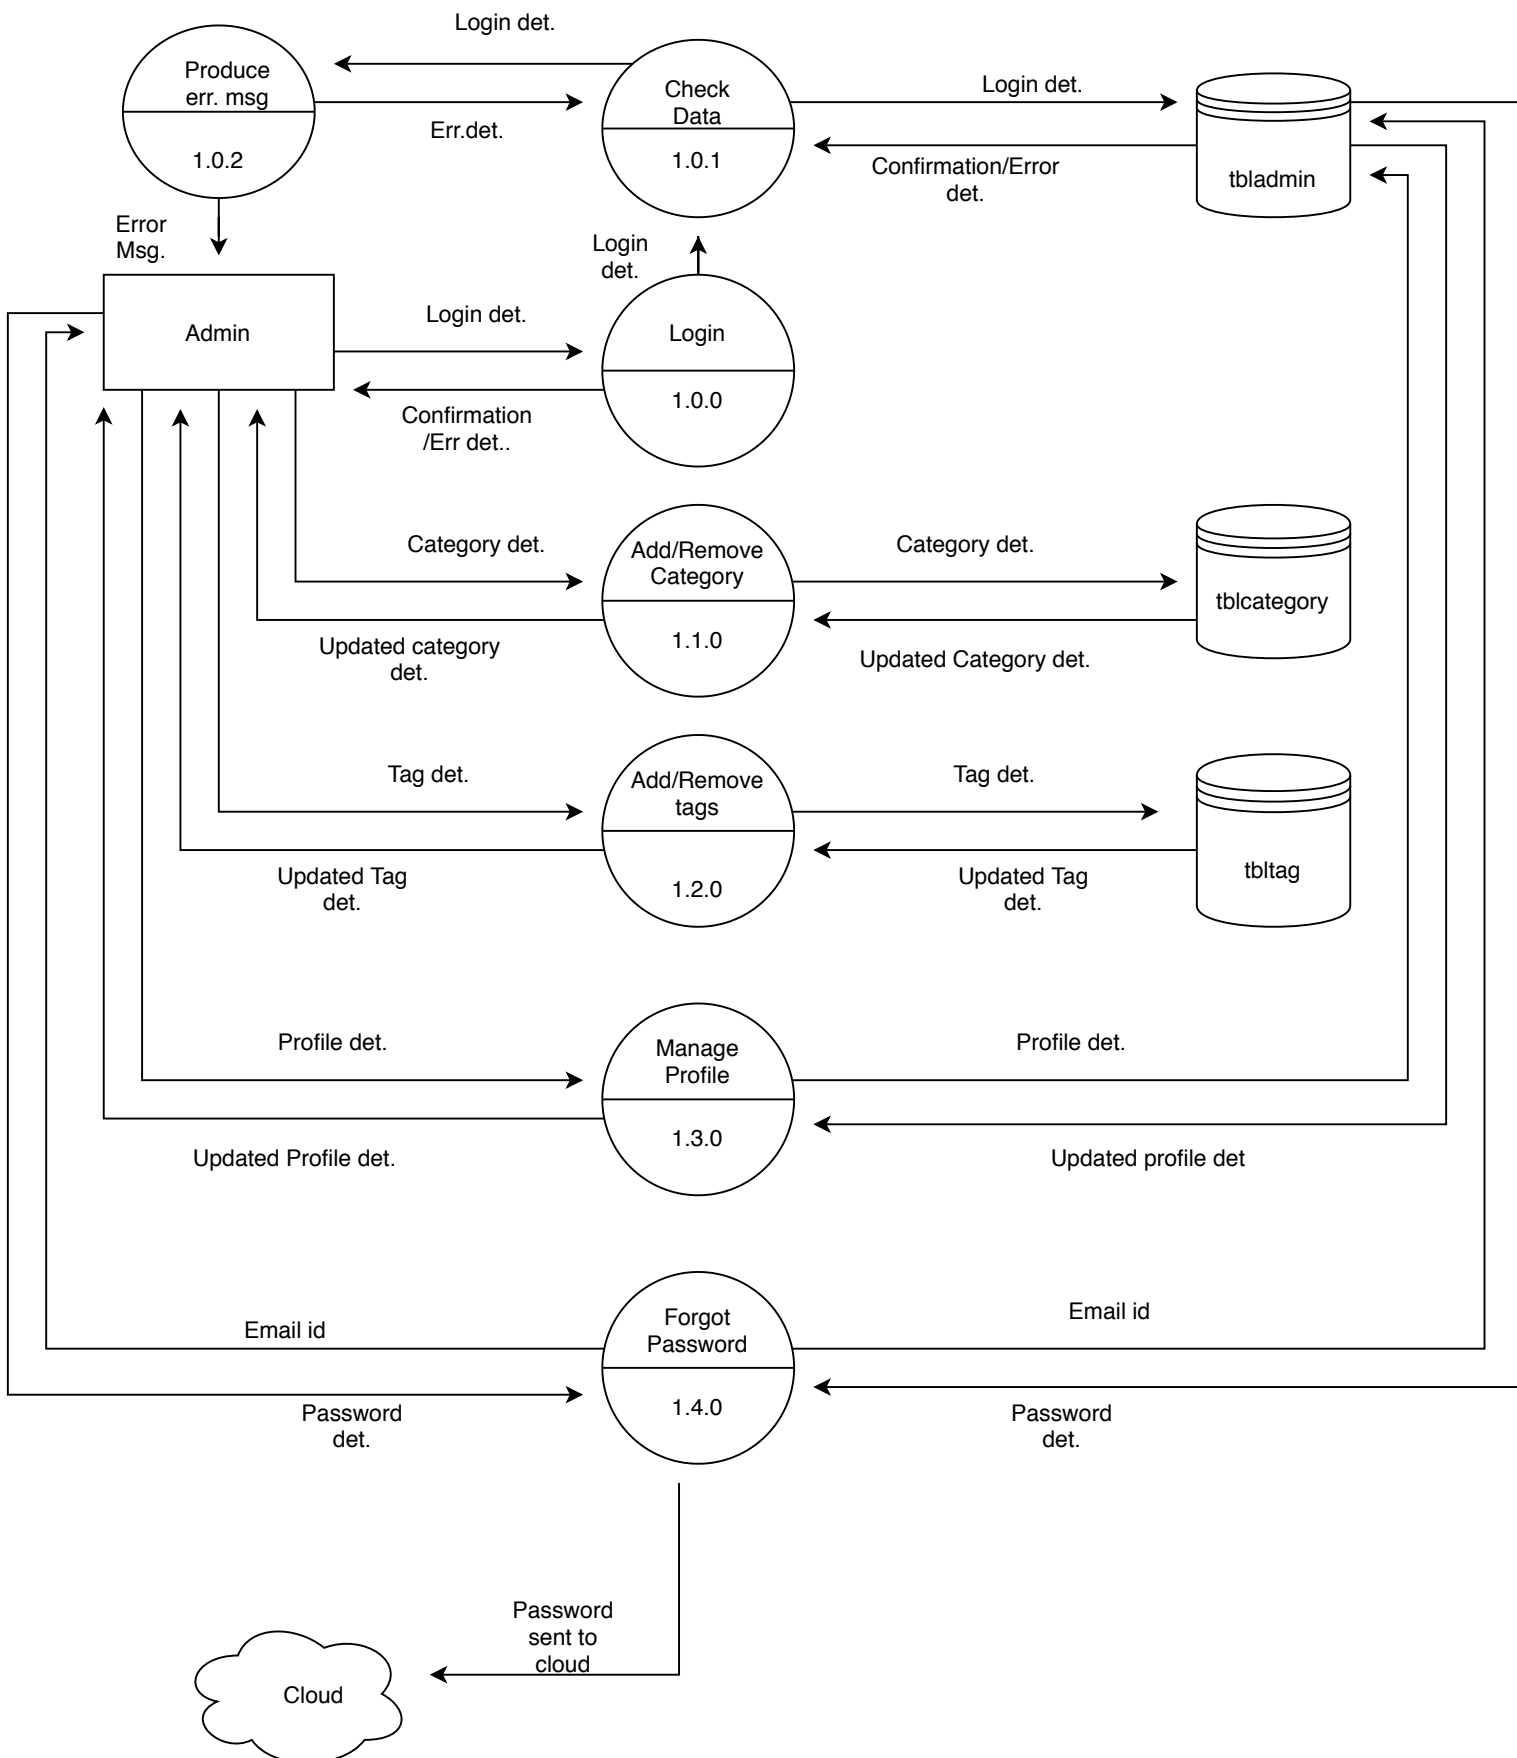 Login det.
Produce
err. msg
1.0.2
Err.det.
Check
Data
1.0.1
Login det.
Confirmation/Error
det.
tbladmin
Error
Msg.
Login
det.
Admin
Login det.
Confirmation
/Err det..
Login
1.0.0
Category det.
Updated category
det.
Add/Remove
Category
1.1.0
Category det.
Updated Category det.
tblcategory
Tag det.
Updated Tag
det.
Add/Remove
tags
1.2.0
Tag det.
Updated Tag
det.
tbltag
Profile det.
Updated Profile det.
Manage
Profile
1.3.0
Profile det.
Updated profile det
Email id
Password
det.
Forgot
Password
1.4.0
Email id
Password
det.
Password
sent to
cloud
Cloud